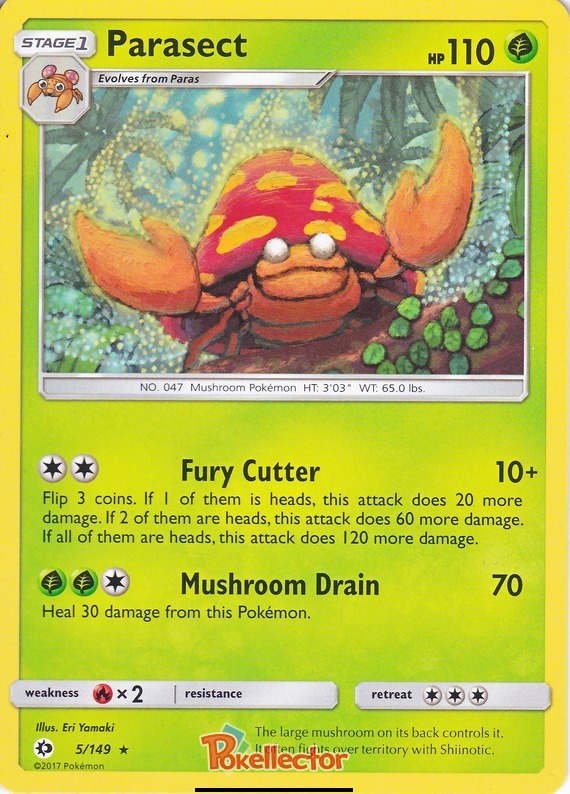 STAGE1
Parasect
HP 110
Evolves from Paras
NO. 047 Mushroom Pokémon HT: 3'03" WT: 65.0 lbs.
Fury Cutter 10+
Flip 3 coins. If 1 of them is heads, this attack does 20 more
damage. If 2 of them are heads, this attack does 60 more damage.
If all of them are heads, this attack does 120 more damage.
Mushroom Drain 70
Heal 30 damage from this Pokémon.
weakness ×2 resistance retreat
Illus. Eri Yamaki
5/149 ★
©2017 Pokémon
The large mushroom on its back controls it.
It often fights over territory with Shiinotic.
Pokellector